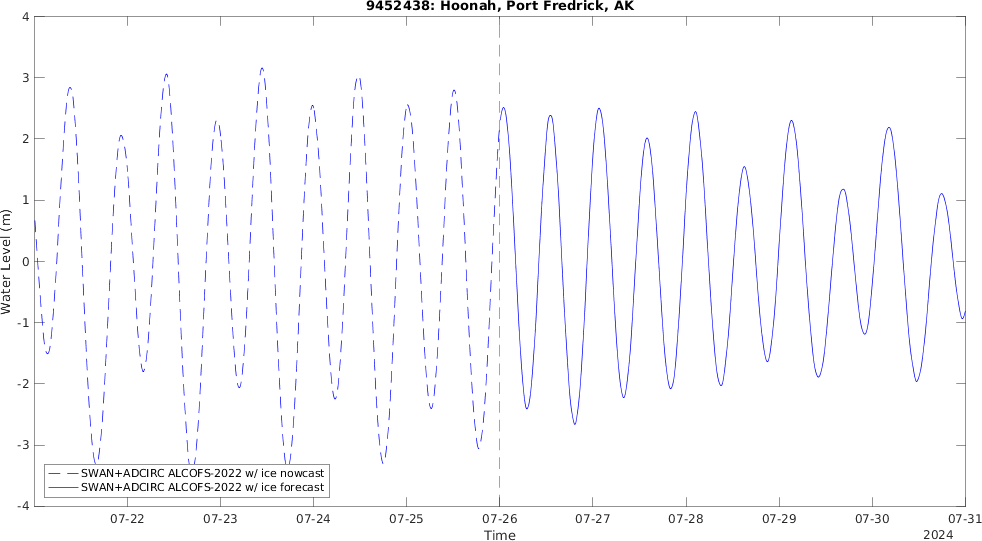 9452438: Hoonah, Port Fredrick, AK
4
3
2
1
0
-1
-2
-3
-4
Water Level (m)
SWAN+ADCIRC ALCOFS-2022 w/ ice nowcast
SWAN+ADCIRC ALCOFS-2022 w/ ice forecast
07-22 07-23 07-24 07-25 07-26 07-27 07-28 07-29 07-30 07-31
Time
2024